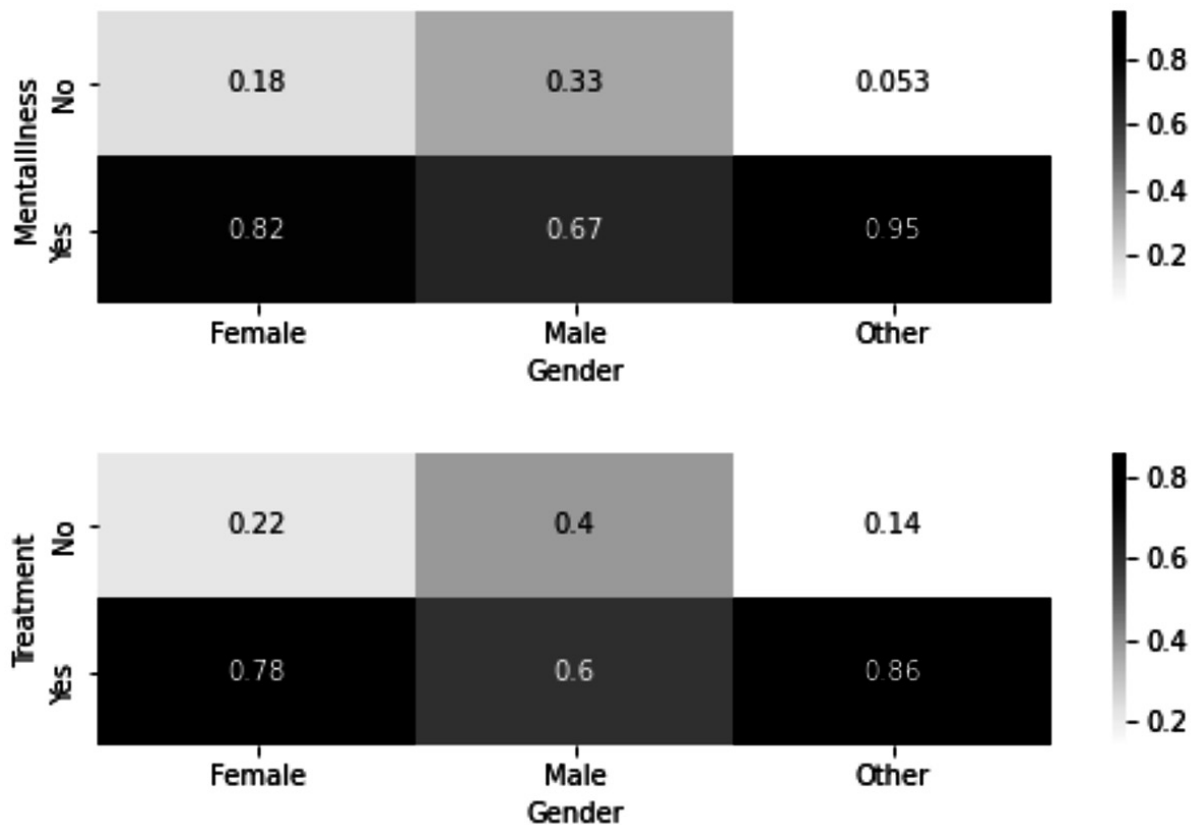 MentalIllness
No 0.18 0.33 0.053
Yes 0.82 0.67 0.95
Female Male Other
Gender
0.8
0.6
0.4
0.2
Treatment
No 0.22 0.4 0.14
Yes 0.78 0.6 0.86
Female Male Other
Gender
0.8
0.6
0.4
0.2